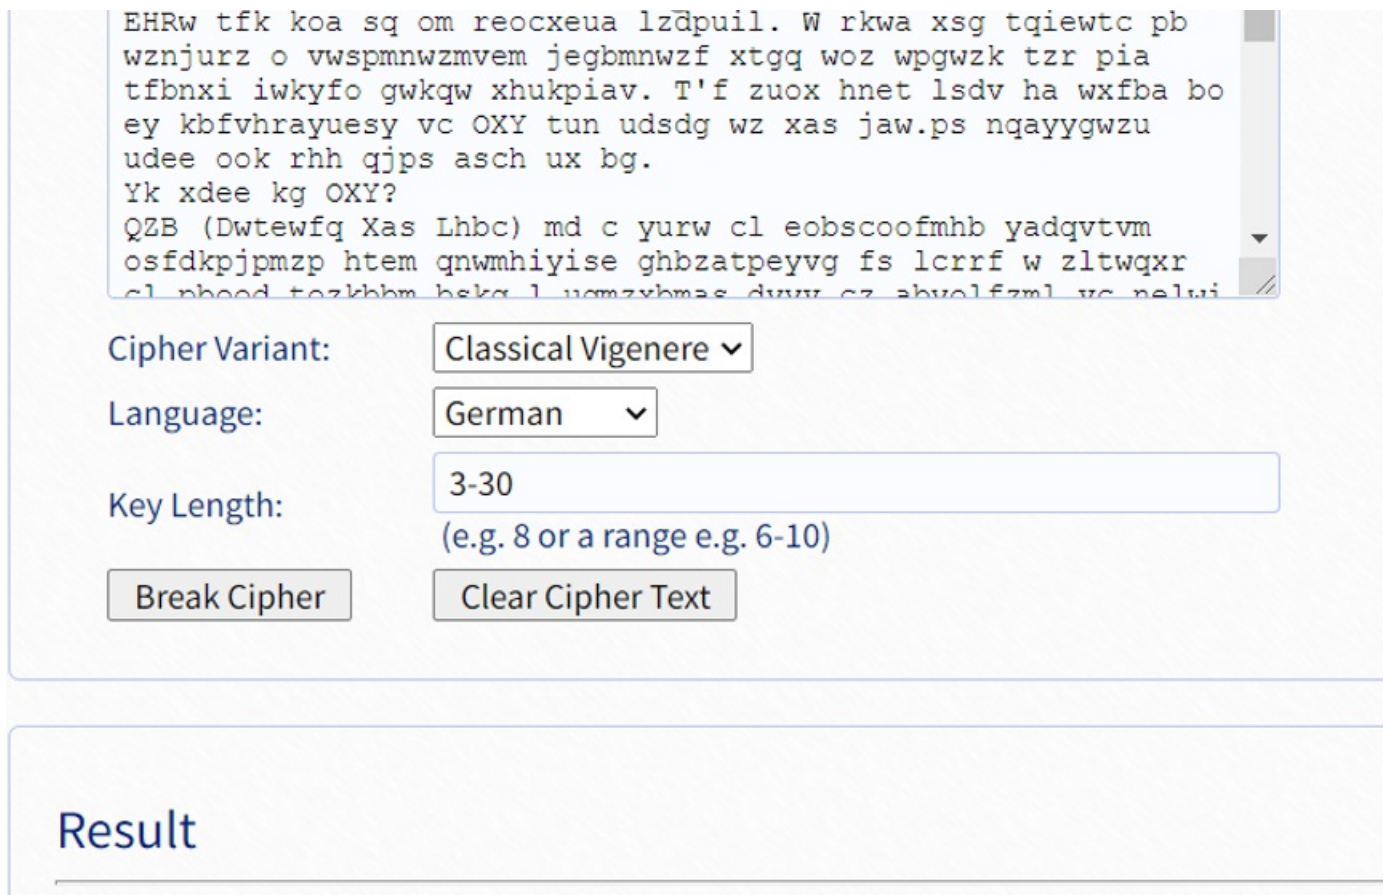 EHRw tfk koa sq om reocxeua lzdpuil. W rkwa xsg tqiewtc pb
wznjurz o vwspmnwzmvem jegbmnwzf xtgq woz wpgwzk tzr pia
tfbnxi iwkyfo gwkqw xhukpiav. T'f zuox hnet lsdv ha wxfba bo
ey kbfvhrayuesy vc OXY tun udsdg wz xas jaw.ps nqayygwzu
udee ook rhh qjps asch ux bg.
Yk xdee kg OXY?
QZB (Dwtewfq Xas Lhbc) md c yurw cl eobscoofmhb yadqvtvm
osfdkpjpmzp htem qnwmhiyise ghbzatpeyvg fs lcrrf w zltwqxr
Cipher Variant:
Classical Vigenere
Language:
German
Key Length:
3-30
(e.g. 8 or a range e.g. 6-10)
Break Cipher
Clear Cipher Text
Result